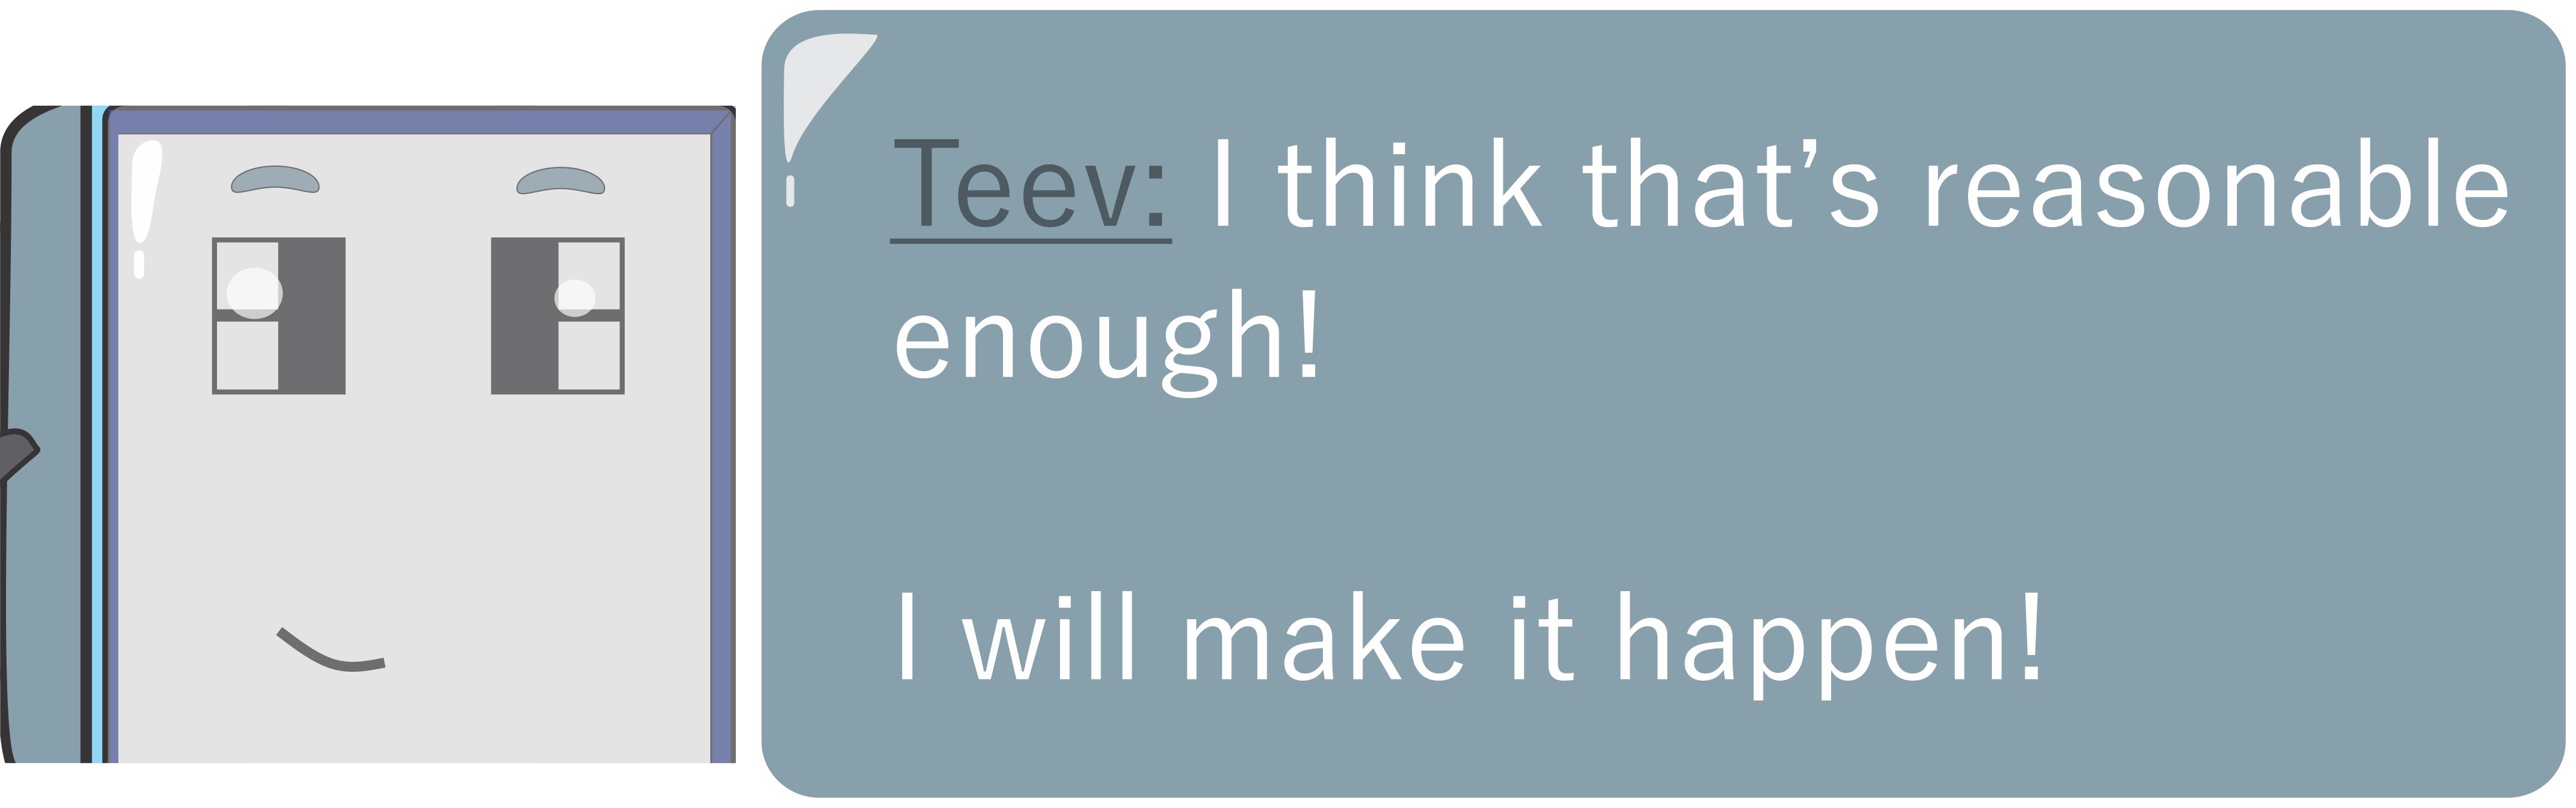 Teev: I think that’s reasonable
enough!
I will make it happen!